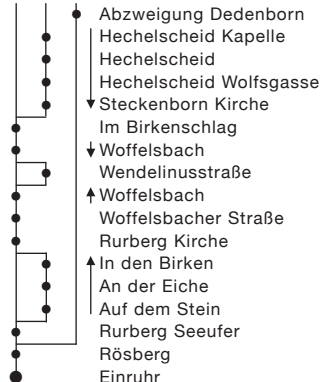 Abzweigung Dedenborn
Hechelscheid Kapelle
Hechelscheid
Hechelscheid Wolfsgasse
Steckenborn Kirche
Im Birkenschlag
Woffelsbach
Wendelinusstraße
Woffelsbach
Woffelsbacher Straße
Rurberg Kirche
In den Birken
An der Eiche
Auf dem Stein
Rurberg Seeufer
Rösberg
Einruhr